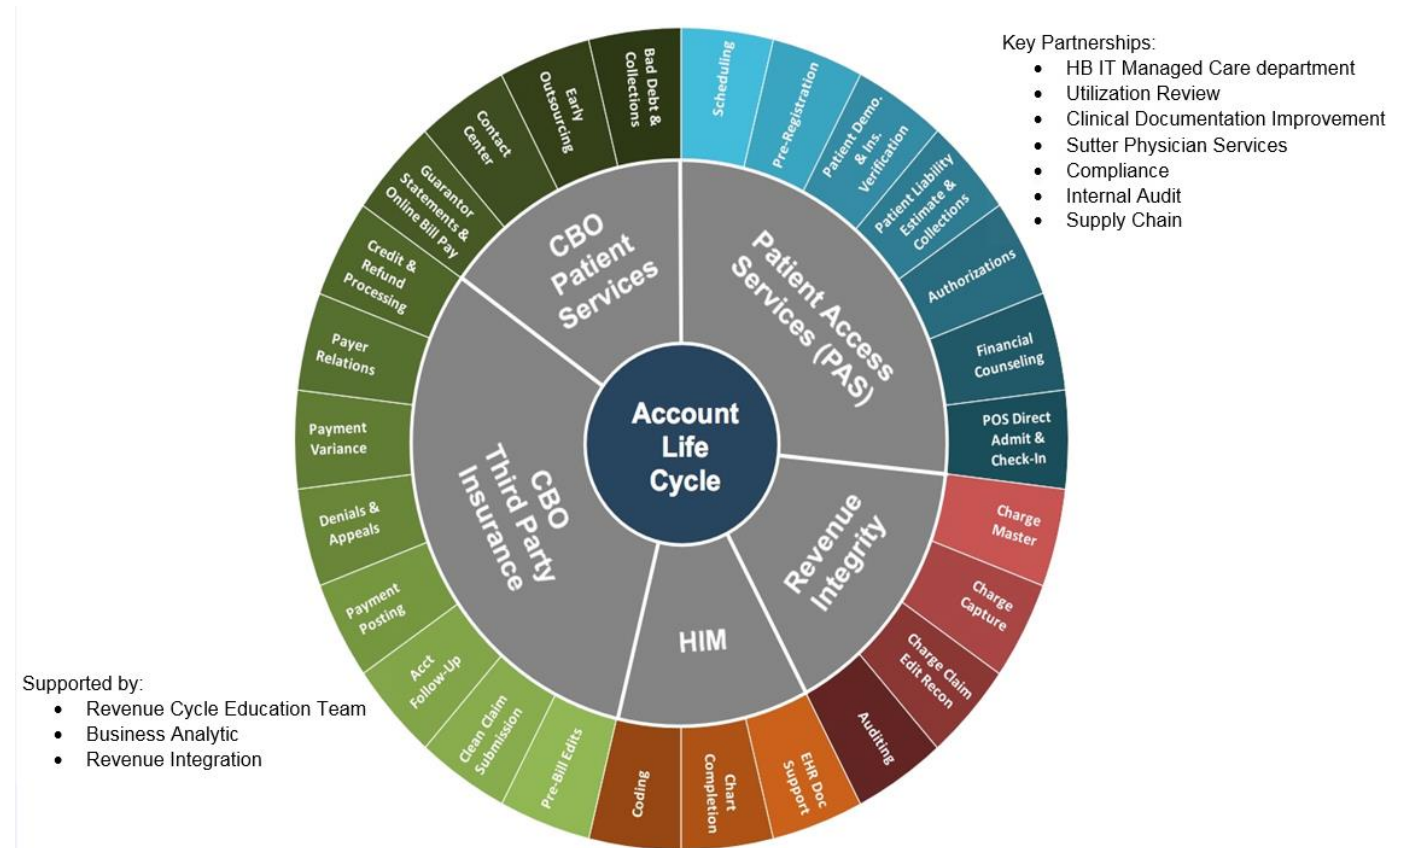 Key Partnerships:
• HB IT Managed Care department
• Utilization Review
• Clinical Documentation Improvement
• Sutter Physician Services
• Compliance
• Internal Audit
• Supply Chain
Scheduling
Pre-Registration
Patient Demo.
& Ins.
Verification
Patient Liability
Estimate &
Collections
Authorizations
Financial
Counseling
POS Direct
Admit &
Check-In
Charge
Master
Charge
Capture
Charge Claim
Edit Recon
Auditing
EHR Doc
Support
Chart
Completion
Coding
Pre-Bill Edits
Clean Claim
Submission
Acct
Follow-Up
Payment
Posting
Denials &
Appeals
Payment
Variance
Payer
Relations
Credit &
Refund
Processing
Guarantor
Statements &
Online Bill Pay
Contact
Center
Early
Outsourcing
Bad Debt &
Collections
Patient Access
Services (PAS)
Revenue
Integrity
HIM
CBO
Third Party
Insurance
CBO
Patient
Services
Account
Life
Cycle
Supported by:
• Revenue Cycle Education Team
• Business Analytic
• Revenue Integration